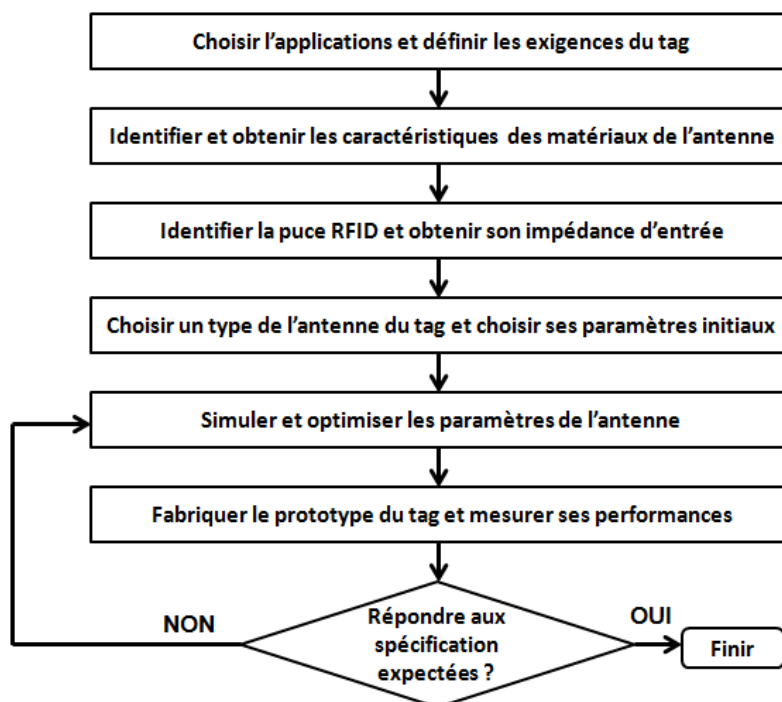 Choisir l'applications et définir les exigences du tag
Identifier et obtenir les caractéristiques des matériaux de l'antenne
Identifier la puce RFID et obtenir son impédance d'entrée
Choisir un type de l'antenne du tag et choisir ses paramètres initiaux
Simuler et optimiser les paramètres de l'antenne
Fabriquer le prototype du tag et mesurer ses performances
NON
Répondre aux
spécification
expectées ?
OUI
Finir